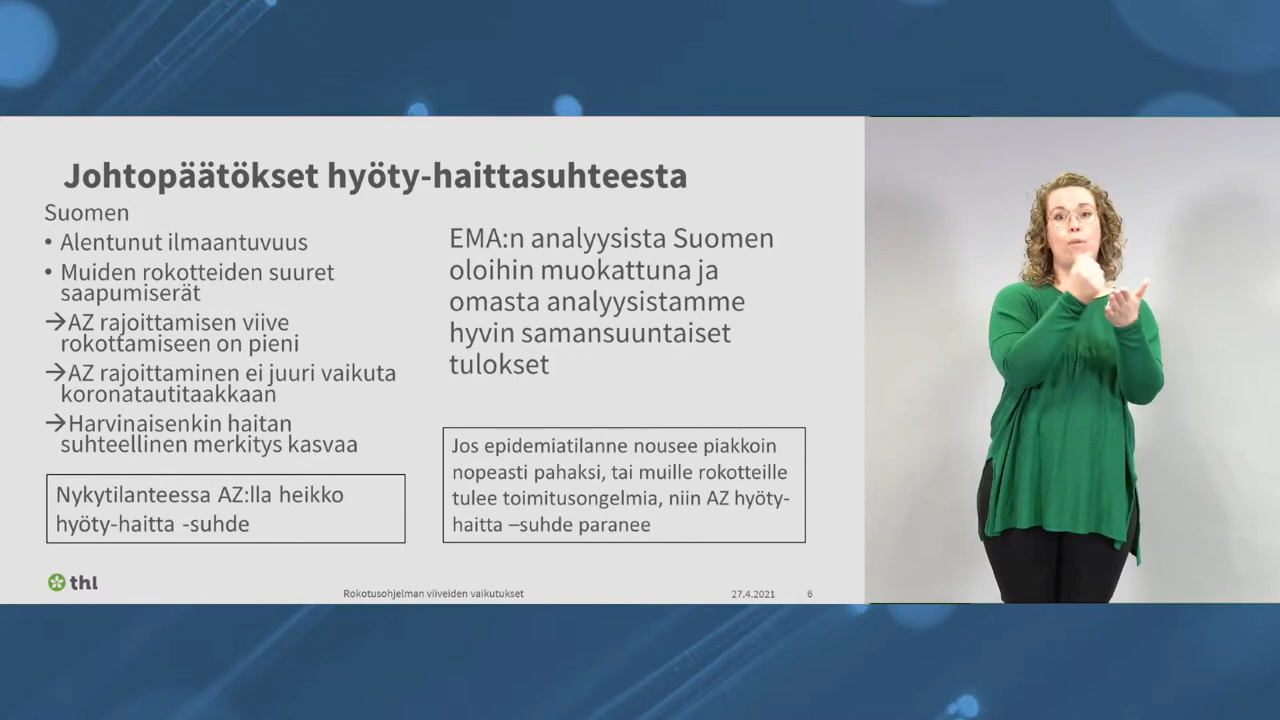 Johtopäätökset hyöty-haittasuhteesta
Suomen
• Alentunut ilmaantuvuus
• Muiden rokotteiden suuret
saapumiserät
→AZ rajoittamisen viive
rokottamiseen on pieni
→AZ rajoittaminen ei juuri vaikuta
koronatautitaakkaan
→Harvinaisenkin haitan
suhteellinen merkitys kasvaa
Nykytilanteessa AZ:lla heikko
hyöty-haitta -suhde
EMA:n analyysista Suomen
oloihin muokattuna ja
omasta analyysistamme
hyvin samansuuntaiset
tulokset
Jos epidemiatilanne nousee piakkoin
nopeasti pahaksi, tai muille rokotteille
tulee toimitusongelmia, niin AZ hyöty-
haitta –suhde paranee
thl
Rokotusohjelman viiveiden vaikutukset
27.4.2021
6